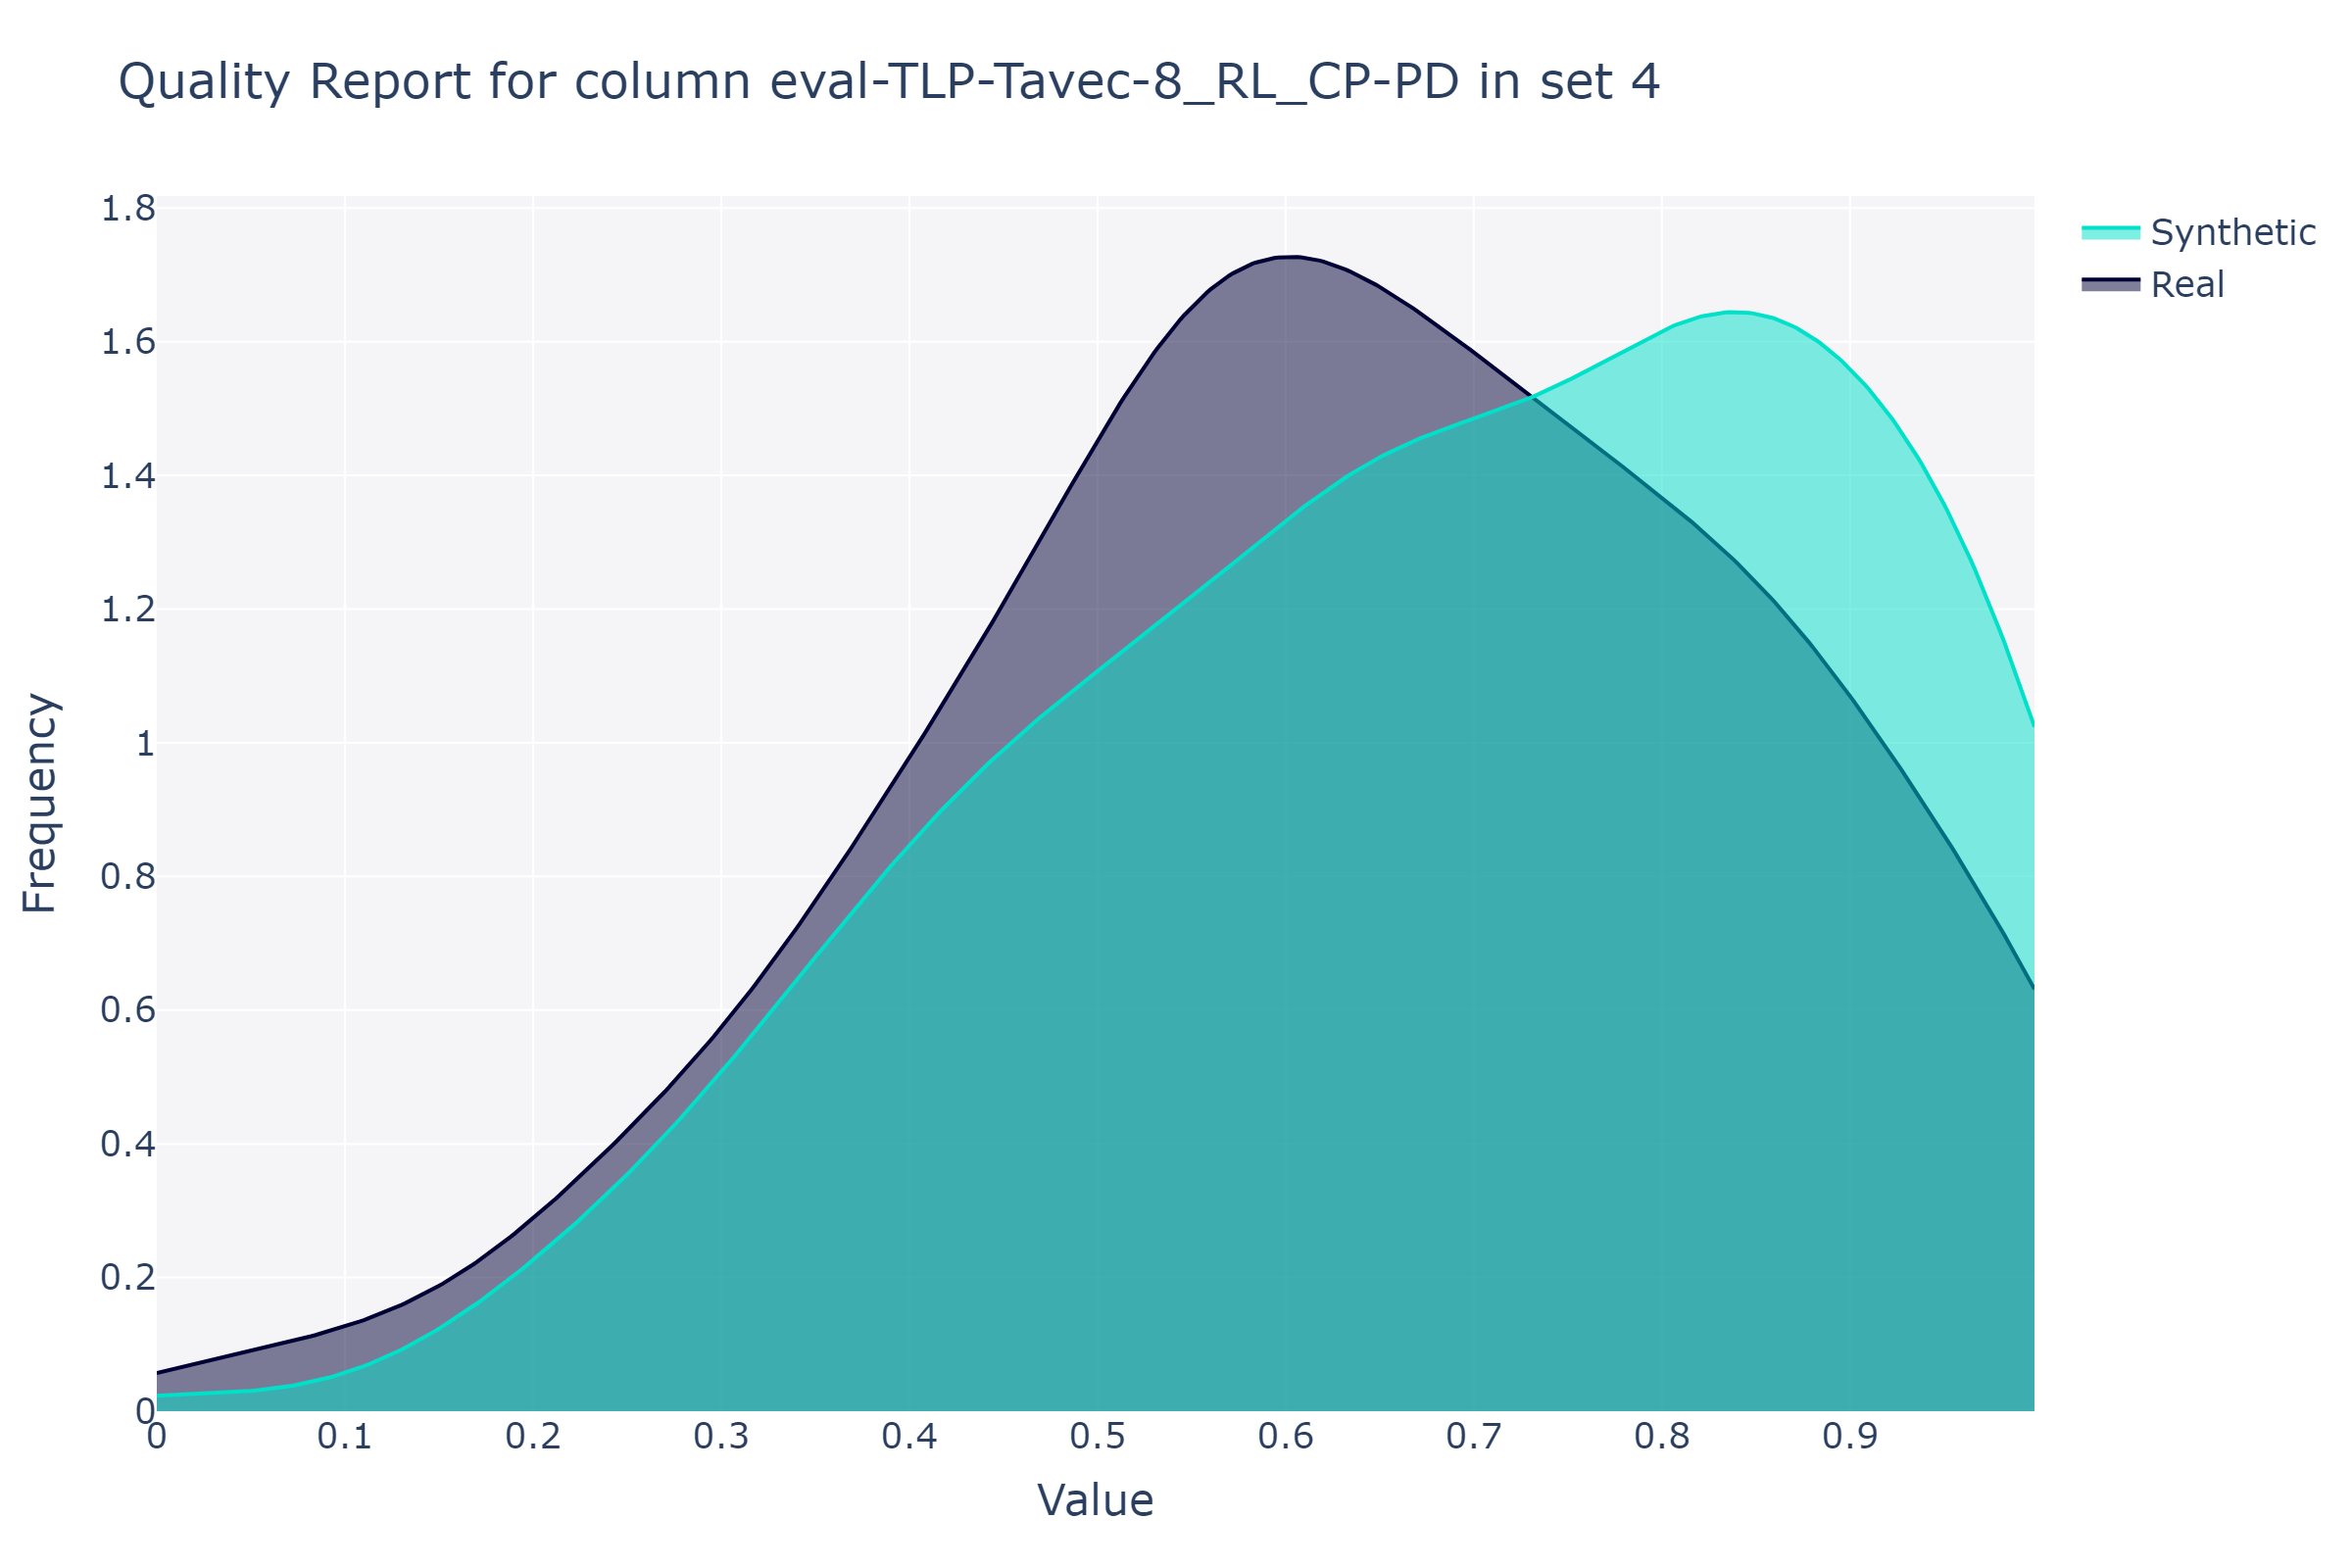 Quality Report for column eval-TLP-Tavec-8_RL_CP-PD in set 4
Synthetic
Real
1.8
1.6
1.4
1.2
1
0.8
0.6
0.4
0.2
0
0 0.1 0.2 0.3 0.4 0.5 0.6 0.7 0.8 0.9
Value
Frequency